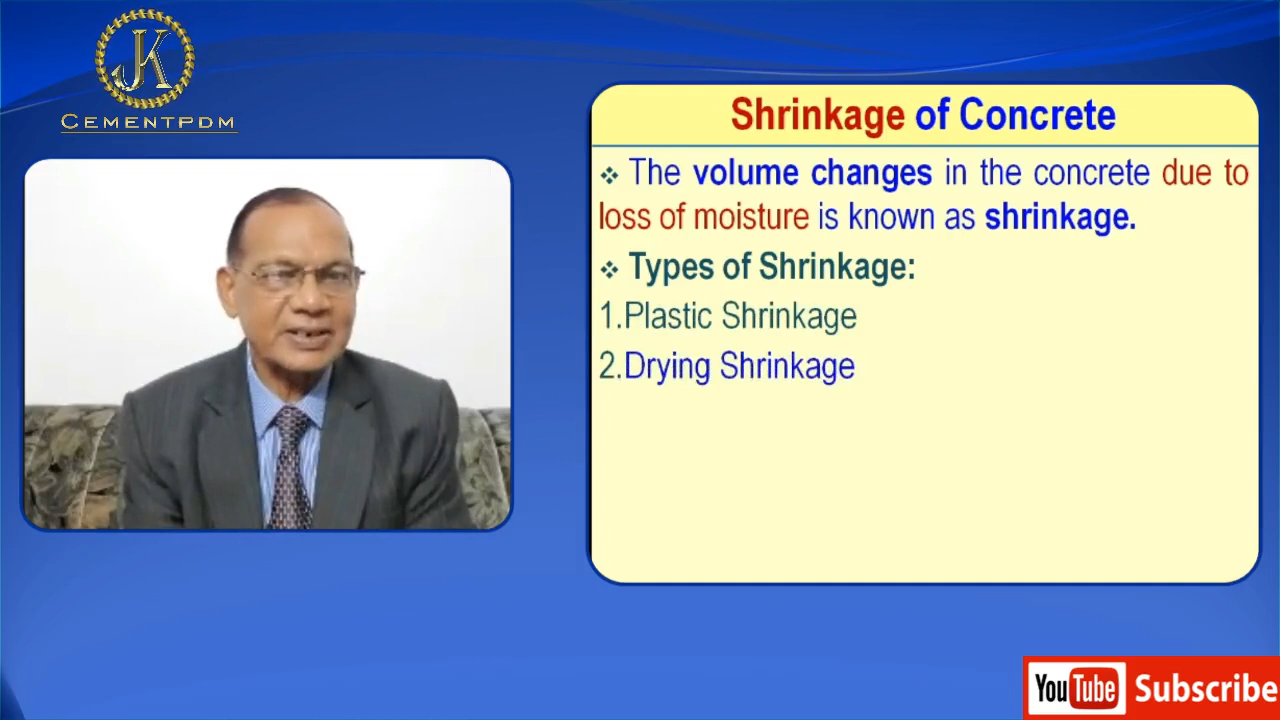 JK
CEMENTPDM
Shrinkage of Concrete
❖ The volume changes in the concrete due to
loss of moisture is known as shrinkage.
❖ Types of Shrinkage:
1.Plastic Shrinkage
2.Drying Shrinkage
YouTube Subscribe